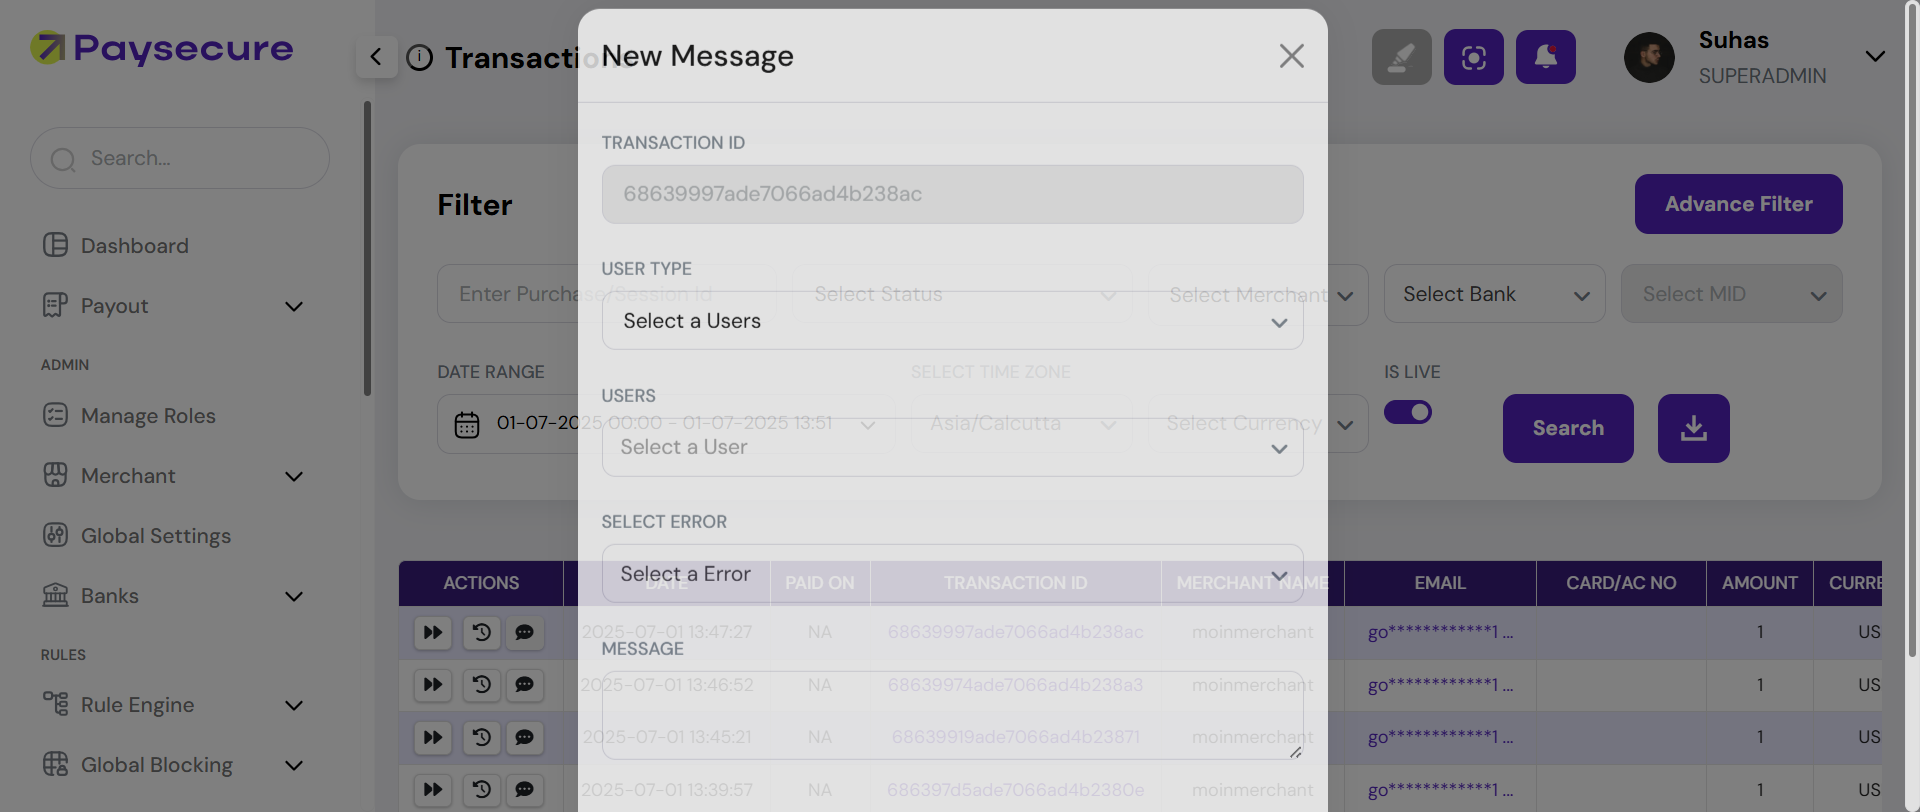 Paysecure
Search...
Dashboard
Payout
ADMIN
Manage Roles
Merchant
Global Settings
Banks
RULES
Rule Engine
Global Blocking
Transacti
Suhas
SUPERADMIN
New Message
TRANSACTION ID
68639997ade7066ad4b238ac
USER TYPE
Select a Users
USERS
Select a User
SELECT ERROR
Select a Error
MESSAGE
Filter
Advance Filter
Enter Purchase/Session Id
Select Status
Select Merchant
Select Bank
Select MID
DATE RANGE
SELECT TIME ZONE
IS LIVE
01-07-2025 00:00 - 01-07-2025 13:51
Asia/Calcutta
Select Currency
Search
ACTIONS DATE PAID ON TRANSACTION ID MERCHANT NAME EMAIL CARD/AC NO AMOUNT CURRE
2025-07-01 13:47:27 NA 68639997ade7066ad4b238ac moinmerchant go************1 ... 1 US
2025-07-01 13:46:52 NA 68639974ade7066ad4b238a3 moinmerchant go************1 ... 1 US
2025-07-01 13:45:21 NA 68639919ade7066ad4b23871 moinmerchant go************1 ... 1 US
2025-07-01 13:39:57 NA 686397d5ade7066ad4b2380e moinmerchant go************1 ... 1 US